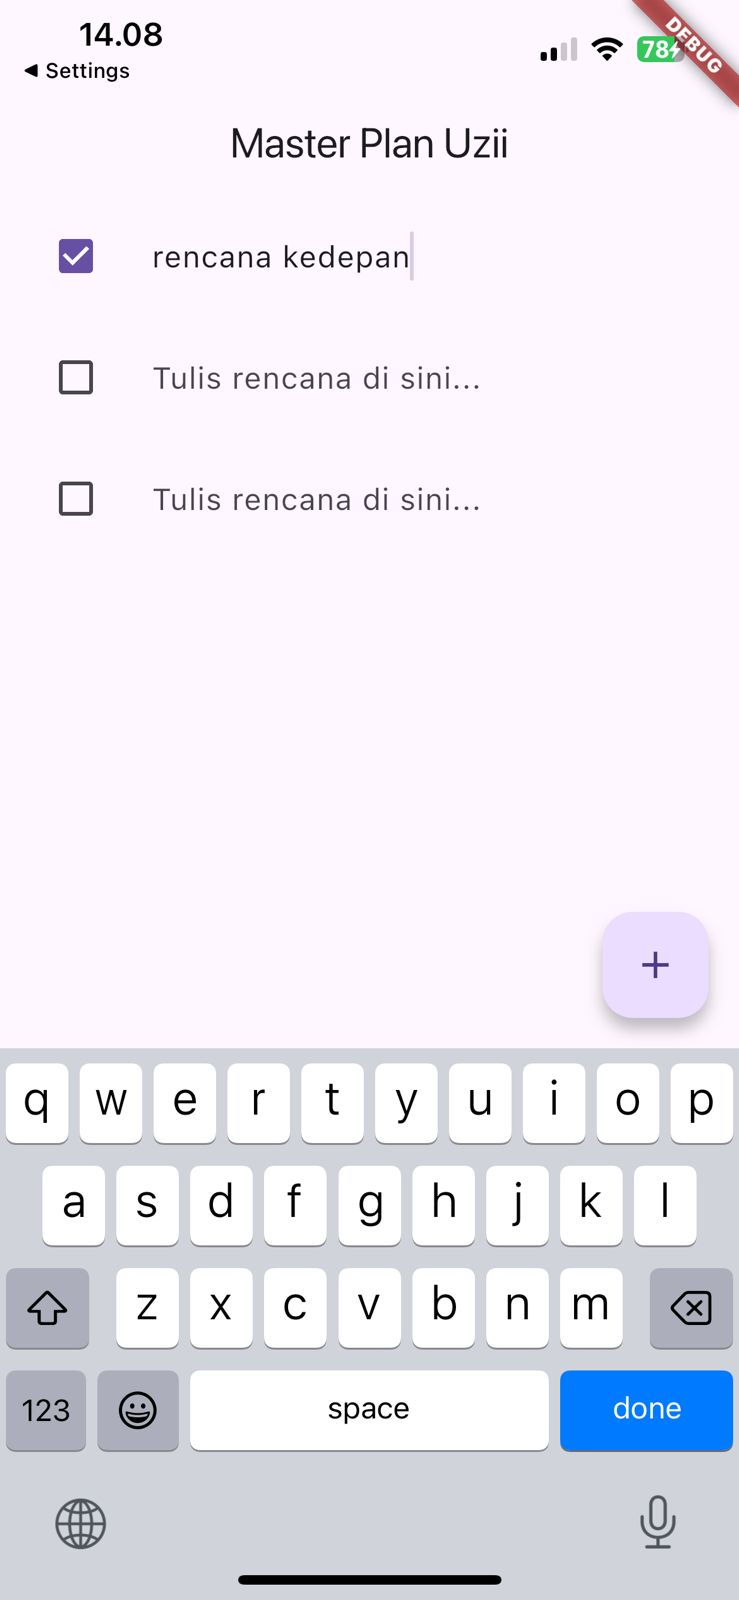 14.08
78
DEBUG
◀ Settings
Master Plan Uzii
rencana kedepan
Tulis rencana di sini...
Tulis rencana di sini...
+
q w e r t y u i o p
a s d f g h j k l
z x c v b n m
123 space done